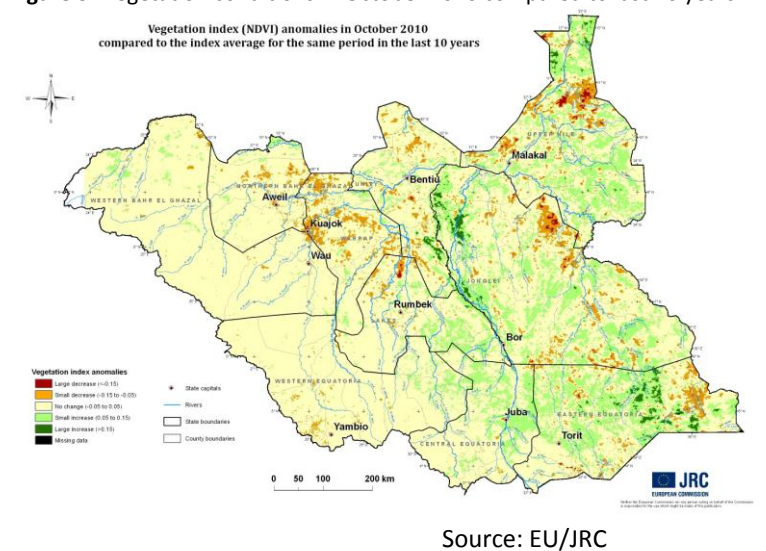 Vegetation index (NDVI) anomalies in October 2010
compared to the index average for the same period in the last 10 years
N
W
E
S
UPPER NILE
Malakal
Bentiu
UNITY
NORTHERN BAHR EL GHAZAL
Aweil
WESTERN BAHR EL GHAZAL
Kuajok
WARRAP
Wau
JONGLEI
Rumbek
LAKES
Bor
WESTERN EQUATORIA
EASTERN EQUATORIA
Juba
Torit
Yambio
CENTRAL EQUATORIA
Vegetation index anomalies
Large decrease (<-0.15)
Small decrease (-0.15 to -0.05)
No change (-0.05 to 0.05)
Small increase (0.05 to 0.15)
Large increase (>0.15)
Missing data
State capitals
Rivers
State boundaries
County boundaries
0 50 100 200 km
JRC
EUROPEAN COMMISSION
Source: EU/JRC